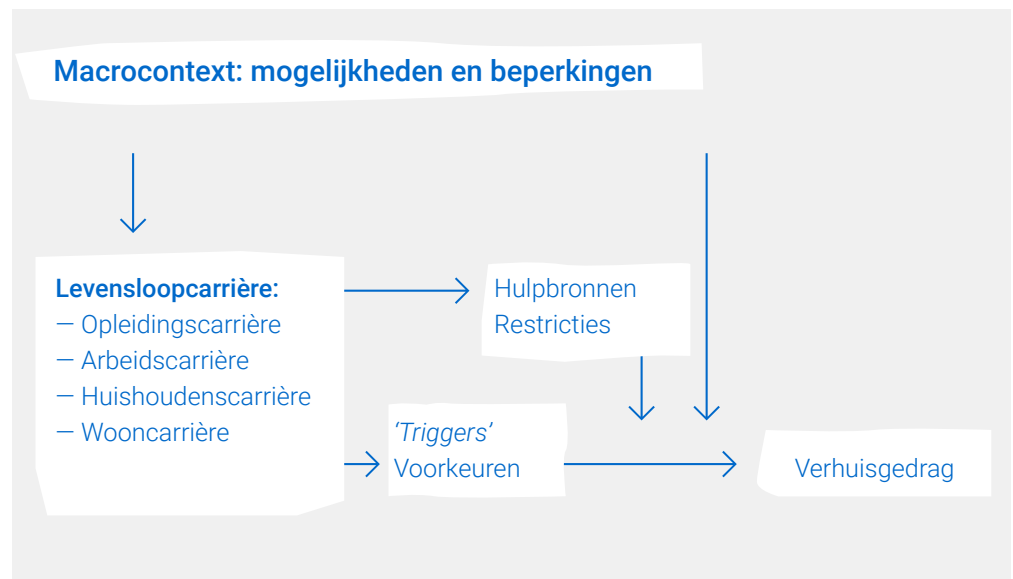 Macrocontext: mogelijkheden en beperkingen
Levensloopcarrière:
— Opleidingscarrière
— Arbeidscarrière
— Huishoudenscarrière
— Wooncarrière
Hulpbronnen
Restricties
‘Triggers’
Voorkeuren
Verhuisgedrag